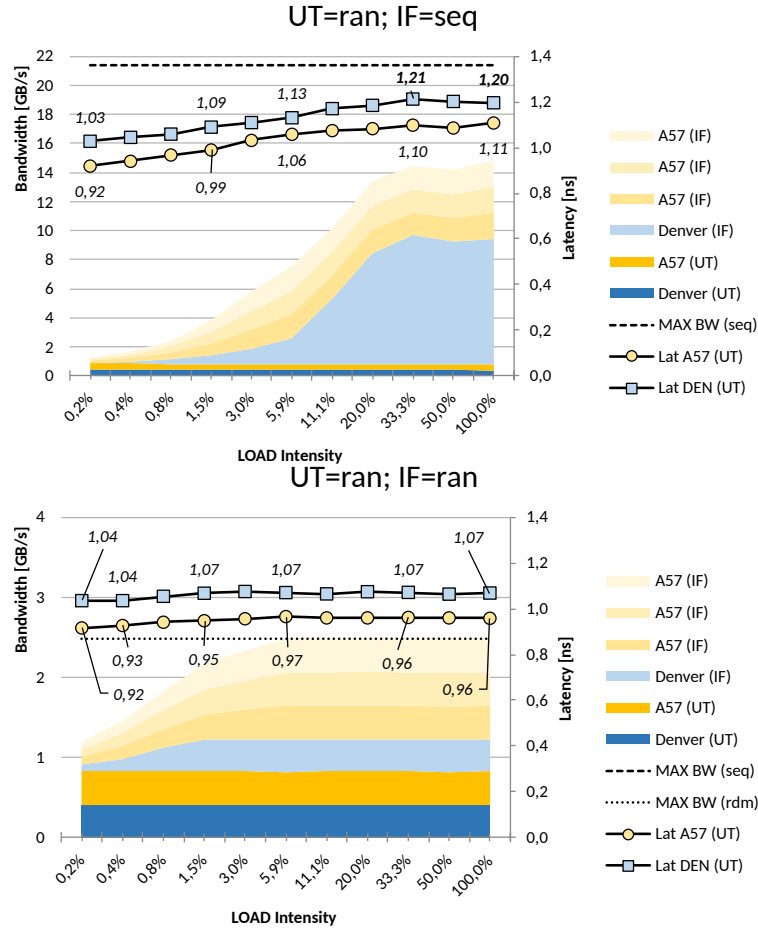 UT=ran; IF=seq
Bandwidth [GB/s]
22
20
18
16
14
12
10
8
6
4
2
0
1,4
1,2
1,0
0,8
0,6
0,4
0,2
0,0
Latency [ns]
1,03
1,09
1,13
1,21
1,20
0,92
0,99
1,06
1,10
1,11
0,2%
0,4%
0,8%
1,5%
3,0%
5,9%
11,1%
20,0%
33,3%
50,0%
100,0%
LOAD Intensity
A57 (IF)
A57 (IF)
A57 (IF)
Denver (IF)
A57 (UT)
Denver (UT)
MAX BW (seq)
Lat A57 (UT)
Lat DEN (UT)
UT=ran; IF=ran
Bandwidth [GB/s]
4
3
2
1
0
1,4
1,2
1,0
0,8
0,6
0,4
0,2
0,0
Latency [ns]
1,04
1,04
1,07
1,07
1,07
1,07
0,92
0,93
0,95
0,97
0,96
0,96
0,2%
0,4%
0,8%
1,5%
3,0%
5,9%
11,1%
20,0%
33,3%
50,0%
100,0%
LOAD Intensity
A57 (IF)
A57 (IF)
A57 (IF)
Denver (IF)
A57 (UT)
Denver (UT)
MAX BW (seq)
MAX BW (rdm)
Lat A57 (UT)
Lat DEN (UT)